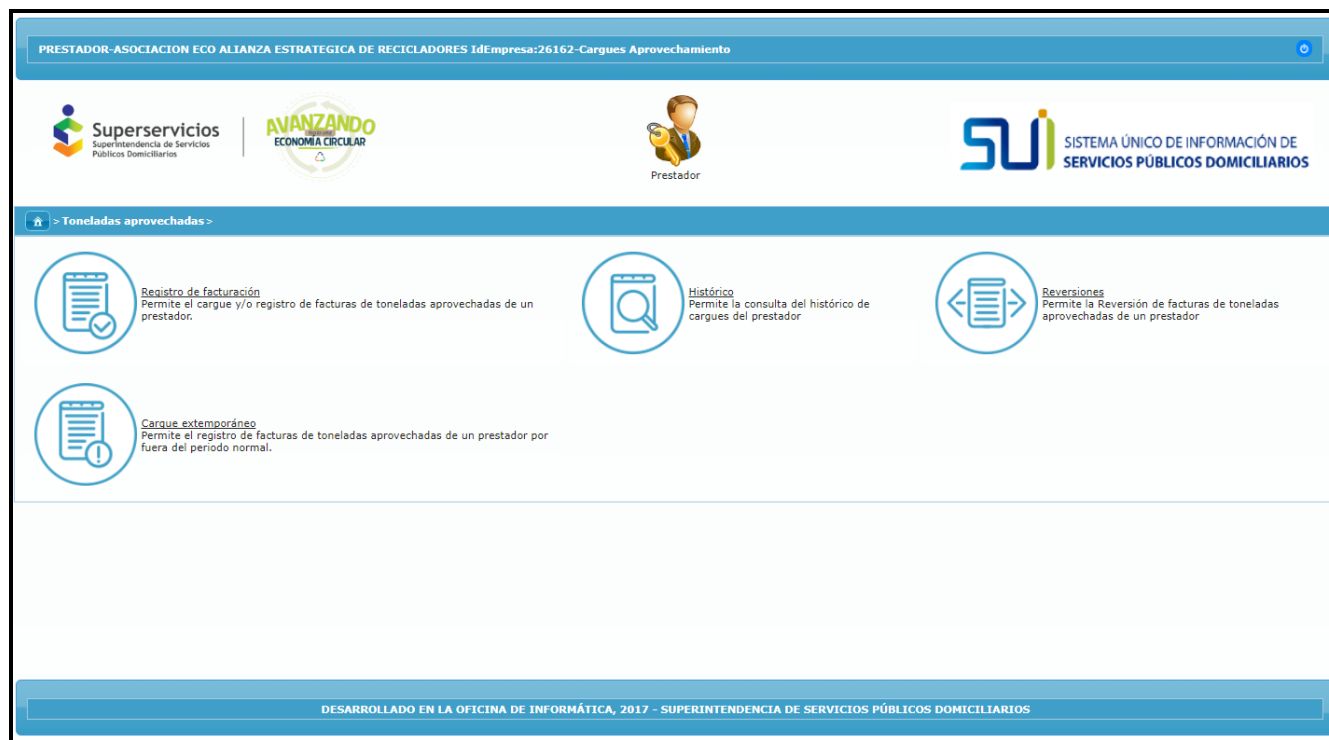 PRESTADOR-ASOCIACION ECO ALIANZA ESTRATEGICA DE RECICLADORES IdEmpresa:26162-Cargues Aprovechamiento
Superservicios
Superintendencia de Servicios
Públicos Domiciliarios
AVANZANDO
ECONOMÍA CIRCULAR
Prestador
SUI
SISTEMA ÚNICO DE INFORMACIÓN DE
SERVICIOS PÚBLICOS DOMICILIARIOS
> Toneladas aprovechadas >
Registro de facturación
Permite el cargue y/o registro de facturas de toneladas aprovechadas de un
prestador.
Histórico
Permite la consulta del histórico de
cargues del prestador
Reversiones
Permite la Reversión de facturas de toneladas
aprovechadas de un prestador
Cargue extemporáneo
Permite el registro de facturas de toneladas aprovechadas de un prestador por
fuera del periodo normal.
DESARROLLADO EN LA OFICINA DE INFORMÁTICA, 2017 - SUPERINTENDENCIA DE SERVICIOS PÚBLICOS DOMICILIARIOS